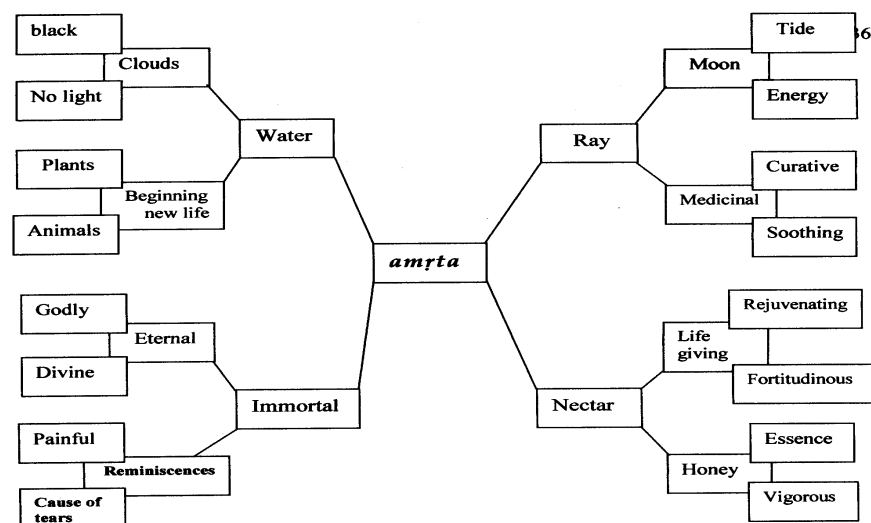 black
Clouds
No light
Water
Plants
Beginning
new life
Animals
Godly
Eternal
Divine
Immortal
Painful
Reminiscences
Cause of
tears
amṛta
Tide
36
Moon
Energy
Ray
Curative
Medicinal
Soothing
Rejuvenating
Life
giving
Fortitudinous
Nectar
Essence
Honey
Vigorous